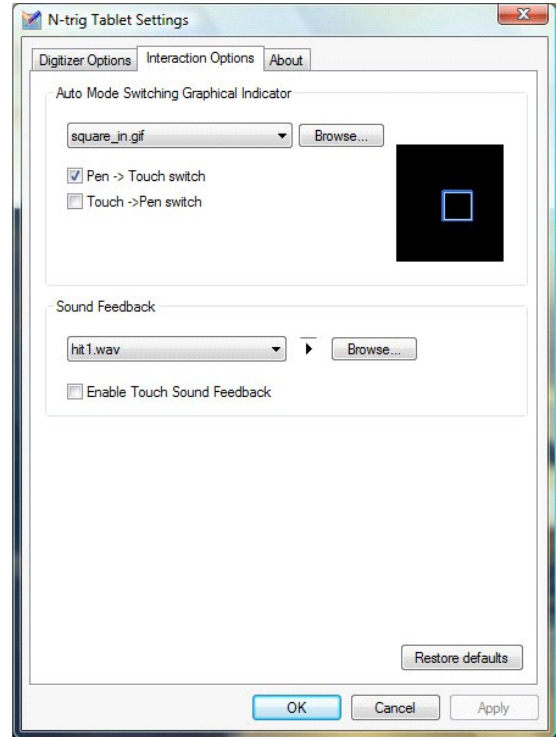 N-trig Tablet Settings
Digitizer Options Interaction Options About
Auto Mode Switching Graphical Indicator
square_in.gif Browse...
Pen -> Touch switch
Touch ->Pen switch
Sound Feedback
hit1.wav Browse...
Enable Touch Sound Feedback
Restore defaults
OK Cancel Apply